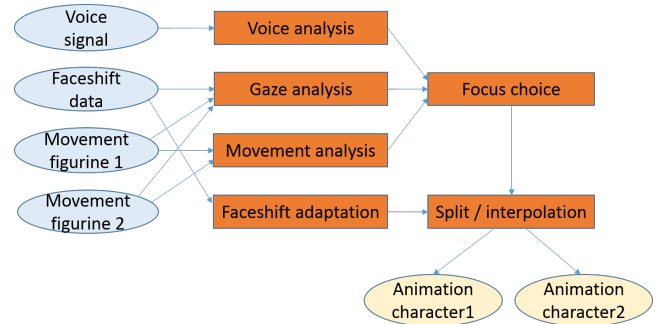 Voice
signal
Voice analysis
Faceshift
data
Gaze analysis
Focus choice
Movement
figurine 1
Movement analysis
Movement
figurine 2
Faceshift adaptation
Split / interpolation
Animation
character1
Animation
character2